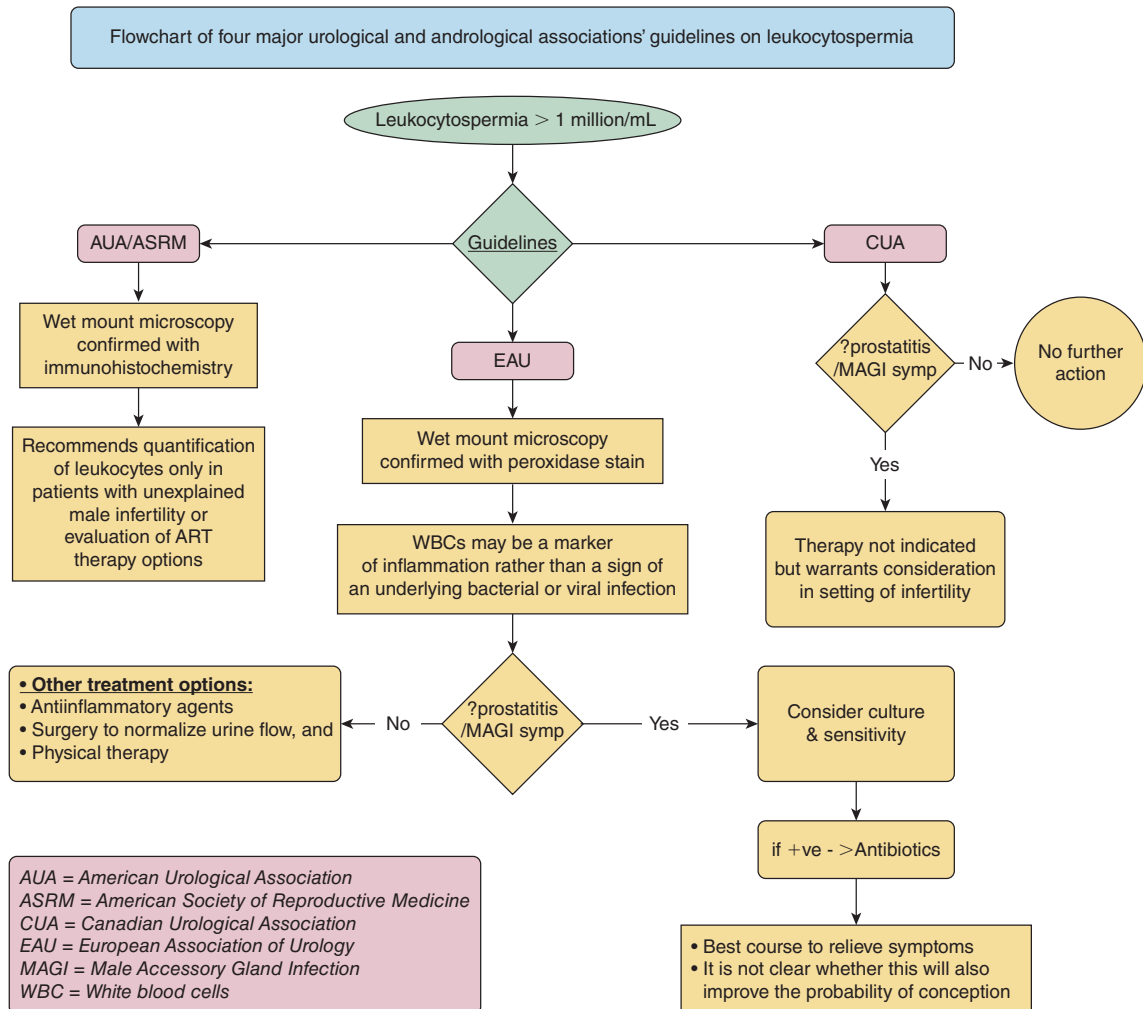 Flowchart of four major urological and andrological associations’ guidelines on leukocytospermia
Leukocytospermia > 1 million/mL
Guidelines
AUA/ASRM
Wet mount microscopy
confirmed with
immunohistochemistry
Recommends quantification
of leukocytes only in
patients with unexplained
male infertility or
evaluation of ART
therapy options
EAU
Wet mount microscopy
confirmed with peroxidase stain
WBCs may be a marker
of inflammation rather than a sign of
an underlying bacterial or viral infection
?prostatitis
/MAGI symp
No
• Other treatment options:
• Antiinflammatory agents
• Surgery to normalize urine flow, and
• Physical therapy
Yes
Consider culture
& sensitivity
if +ve - >Antibiotics
• Best course to relieve symptoms
• It is not clear whether this will also
improve the probability of conception
CUA
?prostatitis
/MAGI symp
No
No further
action
Yes
Therapy not indicated
but warrants consideration
in setting of infertility
AUA = American Urological Association
ASRM = American Society of Reproductive Medicine
CUA = Canadian Urological Association
EAU = European Association of Urology
MAGI = Male Accessory Gland Infection
WBC = White blood cells